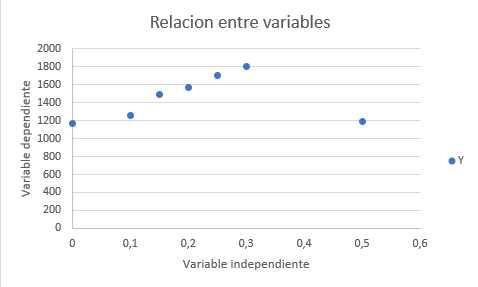 Relacion entre variables
Variable dependiente
2000
1800
1600
1400
1200
1000
800
600
400
200
0
0 0,1 0,2 0,3 0,4 0,5 0,6
Variable independiente
Y